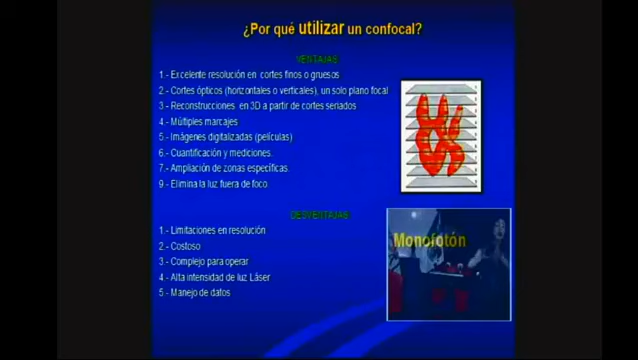 ¿Por qué utilizar un confocal?
VENTAJAS
1 - Excelente resolución en cortes finos o gruesos
2 - Cortes ópticos (horizontales o verticales), un solo plano focal
3 - Reconstrucciones en 3D a partir de cortes seriados
4.- Múltiples marcajes
5.- Imágenes digitalizadas (películas)
6.- Cuantificación y mediciones.
7.- Ampliación de zonas específicas.
9 - Elimina la luz fuera de foco
DESVENTAJAS
1 - Limitaciones en resolución
2 - Costoso
3 - Complejo para operar
4 - Alta intensidad de luz Láser
5 - Manejo de datos
Monofotón